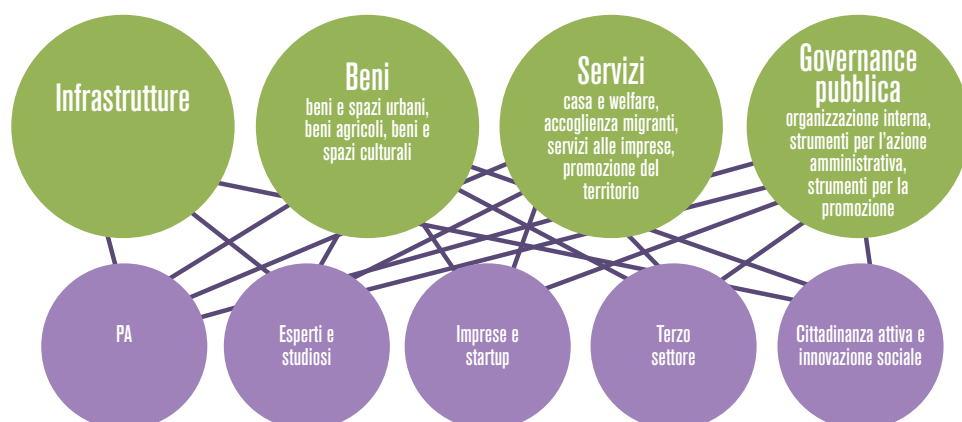 Infrastrutture
Beni
beni e spazi urbani,
beni agricoli, beni e
spazi culturali
Servizi
casa e welfare,
accoglienza migranti,
servizi alle imprese,
promozione del
territorio
Governance
pubblica
organizzazione interna,
strumenti per l'azione
amministrativa,
strumenti per la
promozione
PA
Esperti e
studiosi
Imprese e
startup
Terzo
settore
Cittadinanza attiva e
innovazione sociale